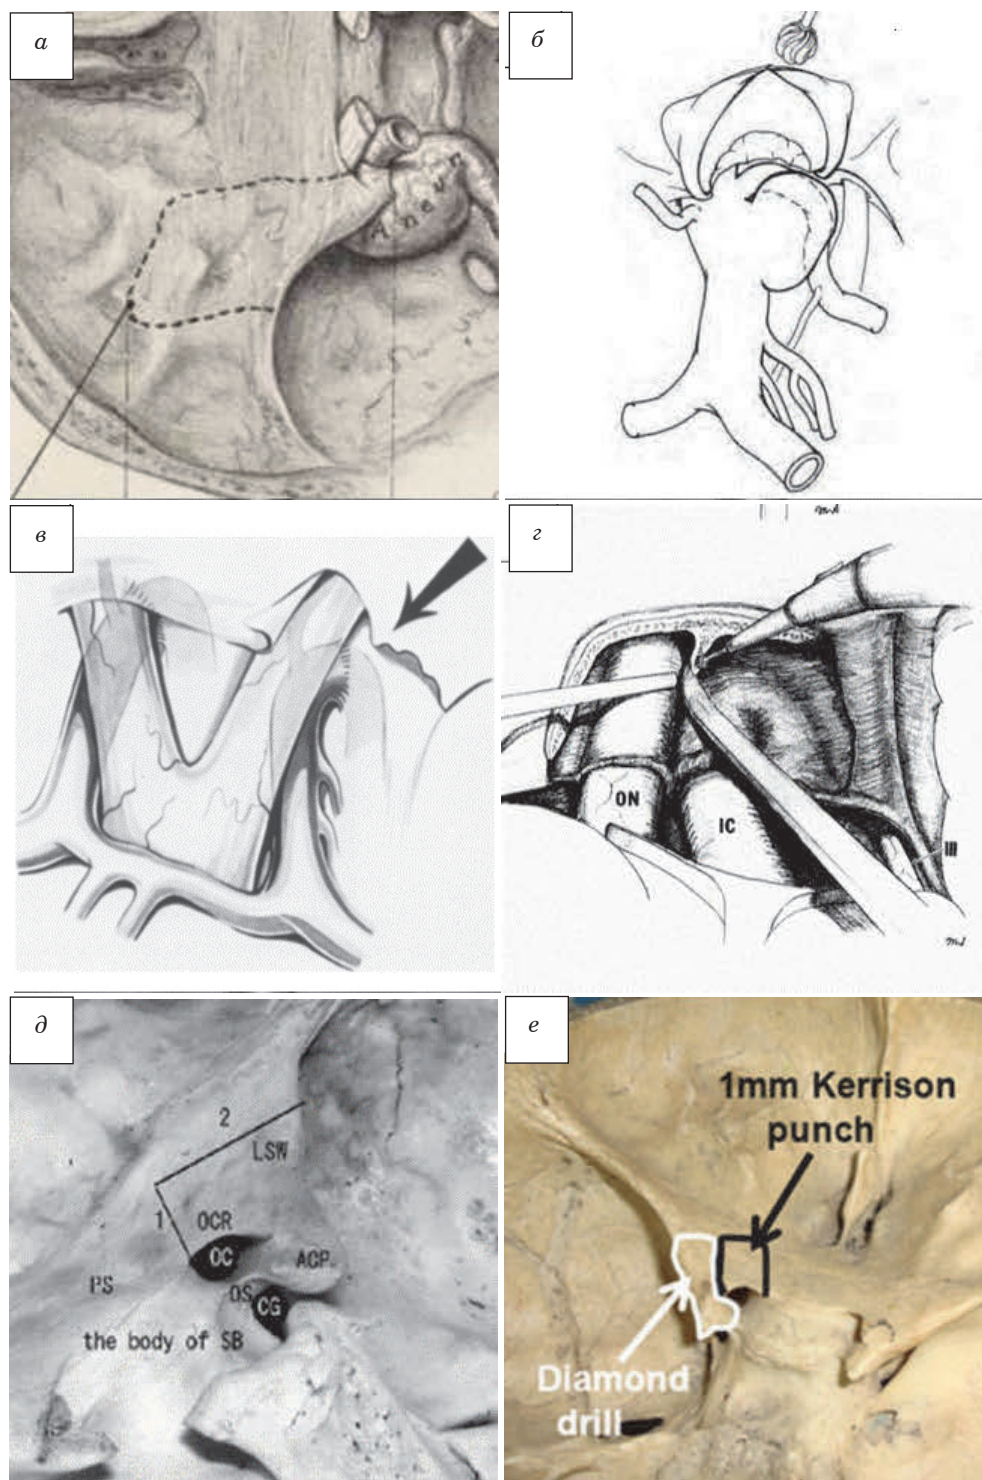 а
б
Aneury
в
г
ON
IC
III
д
2
LSW
1
OCR
OC
ACP
PS
OS
CG
the body of SB
е
1mm Kerrison
punch
Diamond
drill